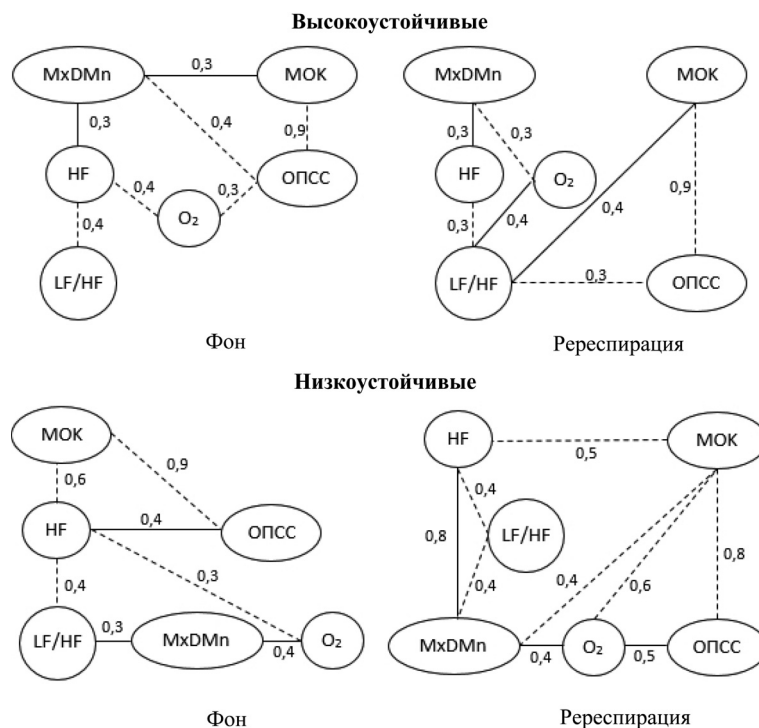 Высокоустойчивые
MxDMn 0,3 МОК
0,3 0,4 0,9
HF 0,4 О₂ 0,3 ОПСС
0,4
LF/HF
Фон
MxDMn МОК
0,3 0,3
HF О₂
0,3 0,4 0,4 0,9
LF/HF 0,3 ОПСС
Ререспирация
Низкоустойчивые
МОК
0,6 0,9
HF 0,4 ОПСС
0,4 0,3
LF/HF 0,3 MxDMn 0,4 О₂
Фон
HF 0,5 МОК
0,4
0,8 LF/HF
0,4 0,4 0,6 0,8
MxDMn 0,4 О₂ 0,5 ОПСС
Ререспирация